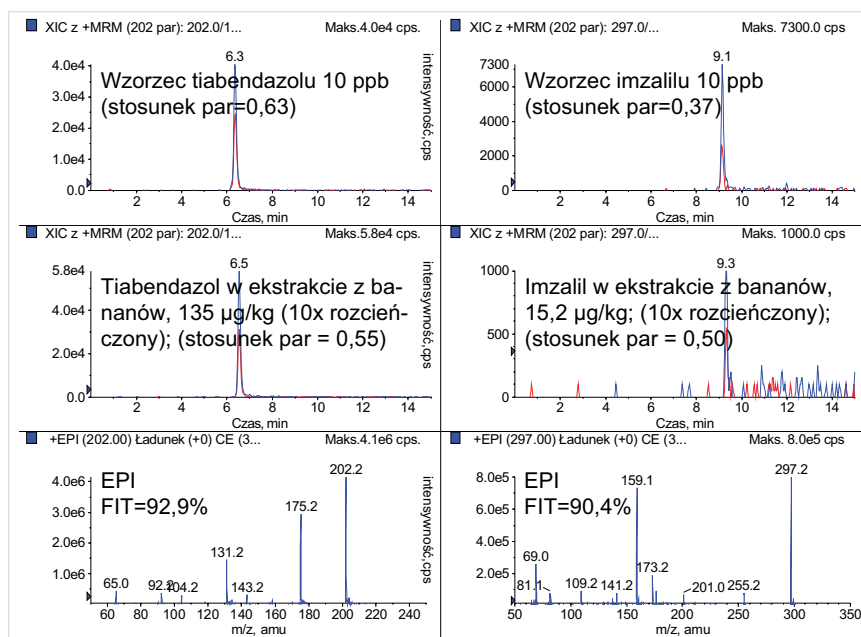 XIC z +MRM (202 par): 202.0/1... Maks.4.0e4 cps.
6.3
4.0e4
3.0e4
2.0e4
1.0e4
0.0
Wzorzec tiabendazolu 10 ppb
(stosunek par=0,63)
intensywność,cps
2 4 6 8 10 12 14
Czas, min
XIC z +MRM (202 par): 297.0/... Maks. 7300.0 cps
9.1
7300
6000
4000
2000
0
Wzorzec imzalilu 10 ppb
(stosunek par=0,37)
2 4 6 8 10 12 14
Czas, min
XIC z +MRM (202 par): 202.0/1... Maks.5.8e4 cps
6.5
5.8e4
4.0e4
2.0e4
0.0
Tiabendazol w ekstrakcie z ba-
nanów, 135 µg/kg (10x rozcień-
czony); (stosunek par = 0,55)
intensywność,cps
2 4 6 8 10 12 14
Czas, min
XIC z +MRM (202 par): 297.0/... Maks. 1000.0 cps
9.3
1000
500
0
Imzalil w ekstrakcie z bananów,
15,2 µg/kg; (10x rozcieńczony);
(stosunek par = 0,50)
2 4 6 8 10 12 14
Czas, min
+EPI (202.00) Ładunek (+0) CE (3... Maks.4.1e6 cps.
4.0e6
3.0e6
2.0e6
1.0e6
EPI
FIT=92,9%
202.2
175.2
131.2
65.0 92.2 104.2 143.2
intensywność,cps
60 80 100 120 140 160 180 200 220 240
m/z, amu
+EPI (297.00) Ładunek (+0) CE (3... Maks. 8.0e5 cps.
8.0e5
6.0e5
4.0e5
2.0e5
EPI
FIT=90,4%
297.2
159.1
69.0 173.2
81.1 109.2 141.2 201.0 255.2
50 100 150 200 250 300 350
m/z, amu